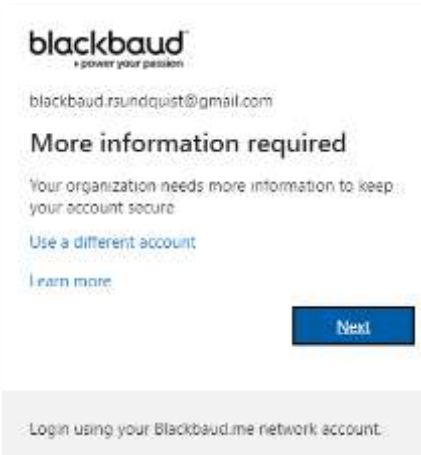 blackbaud
power your passion
blackbaud.rsundquist@gmail.com
More information required
Your organization needs more information to keep
your account secure
Use a different account
Learn more
Next
Login using your Blackbaud.me network account.